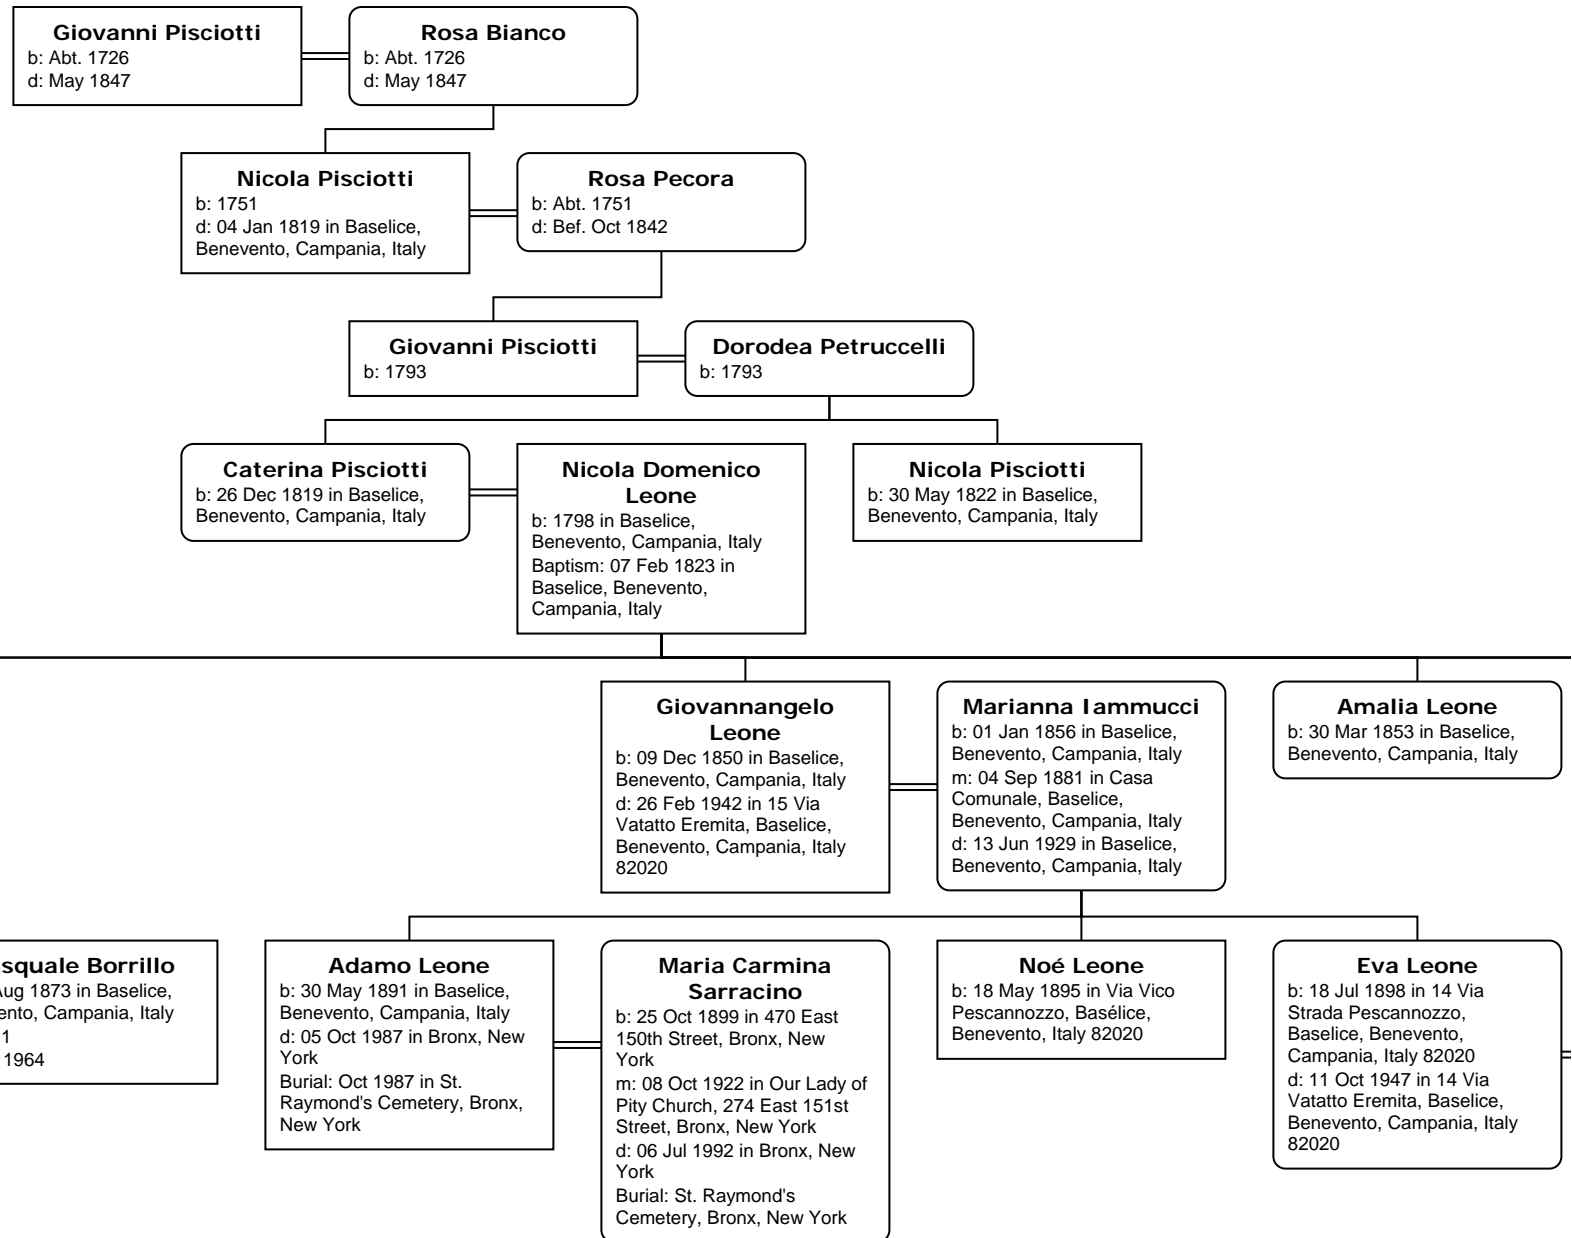 Giovanni Pisciotti
b: Abt. 1726
d: May 1847
Rosa Bianco
b: Abt. 1726
d: May 1847
Nicola Pisciotti
b: 1751
d: 04 Jan 1819 in Baselice,
Benevento, Campania, Italy
Rosa Pecora
b: Abt. 1751
d: Bef. Oct 1842
Giovanni Pisciotti
b: 1793
Dorodea Petruccelli
b: 1793
Caterina Pisciotti
b: 26 Dec 1819 in Baselice,
Benevento, Campania, Italy
Nicola Domenico
Leone
b: 1798 in Baselice,
Benevento, Campania, Italy
Baptism: 07 Feb 1823 in
Baselice, Benevento,
Campania, Italy
Nicola Pisciotti
b: 30 May 1822 in Baselice,
Benevento, Campania, Italy
Giovannangelo
Leone
b: 09 Dec 1850 in Baselice,
Benevento, Campania, Italy
d: 26 Feb 1942 in 15 Via
Vatatto Eremita, Baselice,
Benevento, Campania, Italy
82020
Marianna Iammucci
b: 01 Jan 1856 in Baselice,
Benevento, Campania, Italy
m: 04 Sep 1881 in Casa
Comunale, Baselice,
Benevento, Campania, Italy
d: 13 Jun 1929 in Baselice,
Benevento, Campania, Italy
Amalia Leone
b: 30 Mar 1853 in Baselice,
Benevento, Campania, Italy
squale Borrillo
Aug 1873 in Baselice,
ento, Campania, Italy
1
1964
Adamo Leone
b: 30 May 1891 in Baselice,
Benevento, Campania, Italy
d: 05 Oct 1987 in Bronx, New
York
Burial: Oct 1987 in St.
Raymond's Cemetery, Bronx,
New York
Maria Carmina
Sarracino
b: 25 Oct 1899 in 470 East
150th Street, Bronx, New
York
m: 08 Oct 1922 in Our Lady of
Pity Church, 274 East 151st
Street, Bronx, New York
d: 06 Jul 1992 in Bronx, New
York
Burial: St. Raymond's
Cemetery, Bronx, New York
Noé Leone
b: 18 May 1895 in Via Vico
Pescannozzo, Basélice,
Benevento, Italy 82020
Eva Leone
b: 18 Jul 1898 in 14 Via
Strada Pescannozzo,
Baselice, Benevento,
Campania, Italy 82020
d: 11 Oct 1947 in 14 Via
Vatatto Eremita, Baselice,
Benevento, Campania, Italy
82020